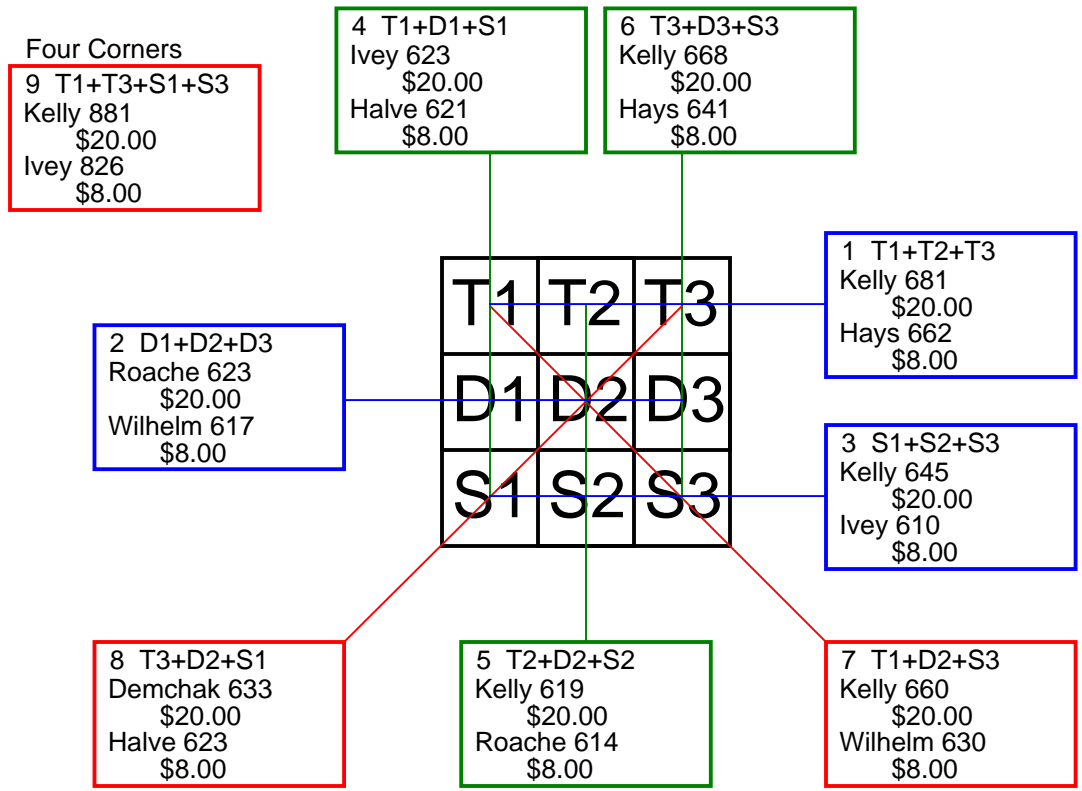 Four Corners
9 T1+T3+S1+S3
Kelly 881
$20.00
Ivey 826
$8.00
4 T1+D1+S1
Ivey 623
$20.00
Halve 621
$8.00
6 T3+D3+S3
Kelly 668
$20.00
Hays 641
$8.00
1 T1+T2+T3
Kelly 681
$20.00
Hays 662
$8.00
T1 T2 T3
2 D1+D2+D3
Roache 623
$20.00
Wilhelm 617
$8.00
D1 D2 D3
3 S1+S2+S3
Kelly 645
$20.00
Ivey 610
$8.00
S1 S2 S3
8 T3+D2+S1
Demchak 633
$20.00
Halve 623
$8.00
5 T2+D2+S2
Kelly 619
$20.00
Roache 614
$8.00
7 T1+D2+S3
Kelly 660
$20.00
Wilhelm 630
$8.00